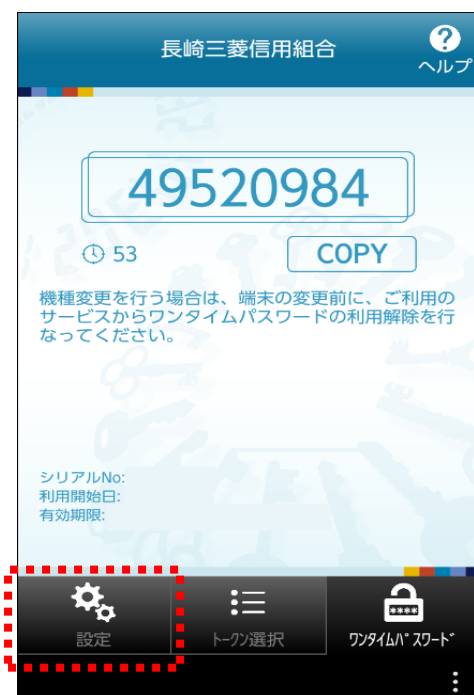 長崎三菱信用組合
?
ヘルプ
49520984
53
COPY
機種変更を行う場合は、端末の変更前に、ご利用の
サービスからワンタイムパスワードの利用解除を行
なってください。
シリアルNo:
利用開始日:
有効期限:
設定
トークン選択
****
ワンタイムパスワード